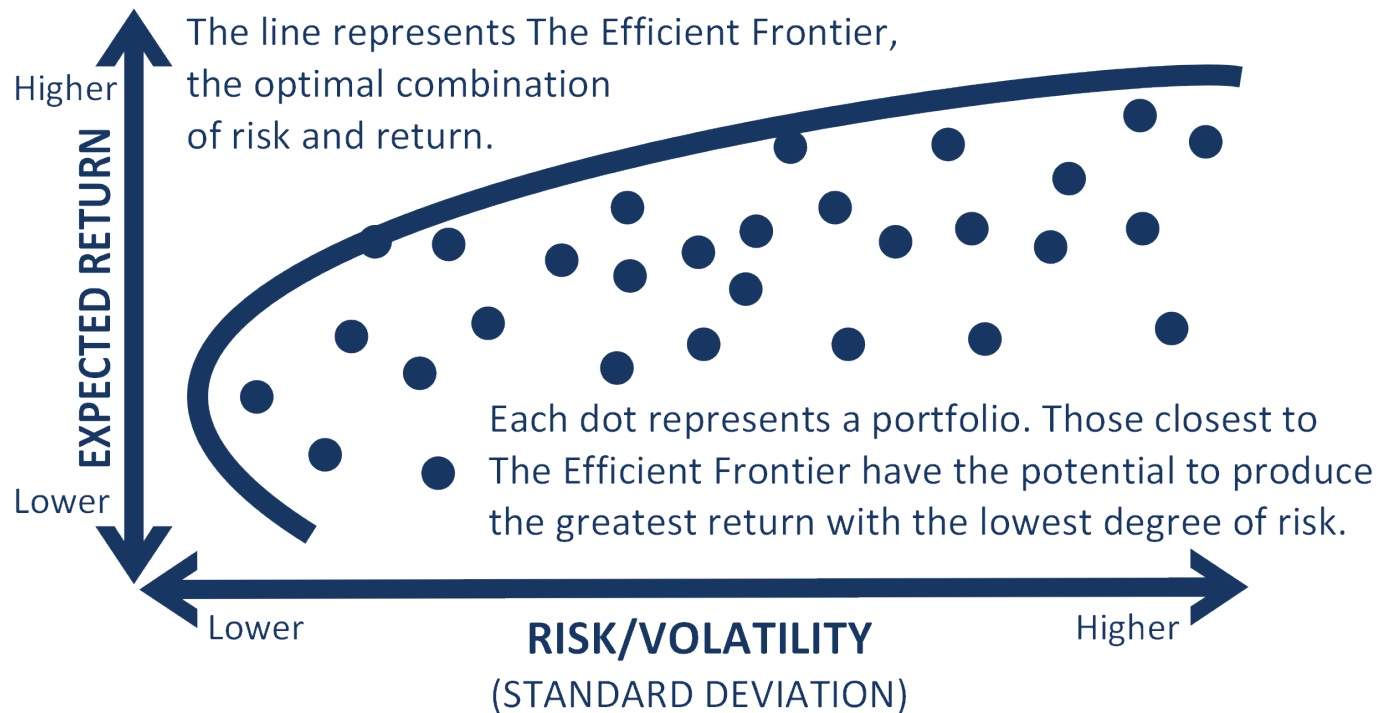 The line represents The Efficient Frontier,
the optimal combination
of risk and return.
Higher
EXPECTED RETURN
Lower
Each dot represents a portfolio. Those closest to
The Efficient Frontier have the potential to produce
the greatest return with the lowest degree of risk.
Lower
RISK/VOLATILITY
Higher
(STANDARD DEVIATION)